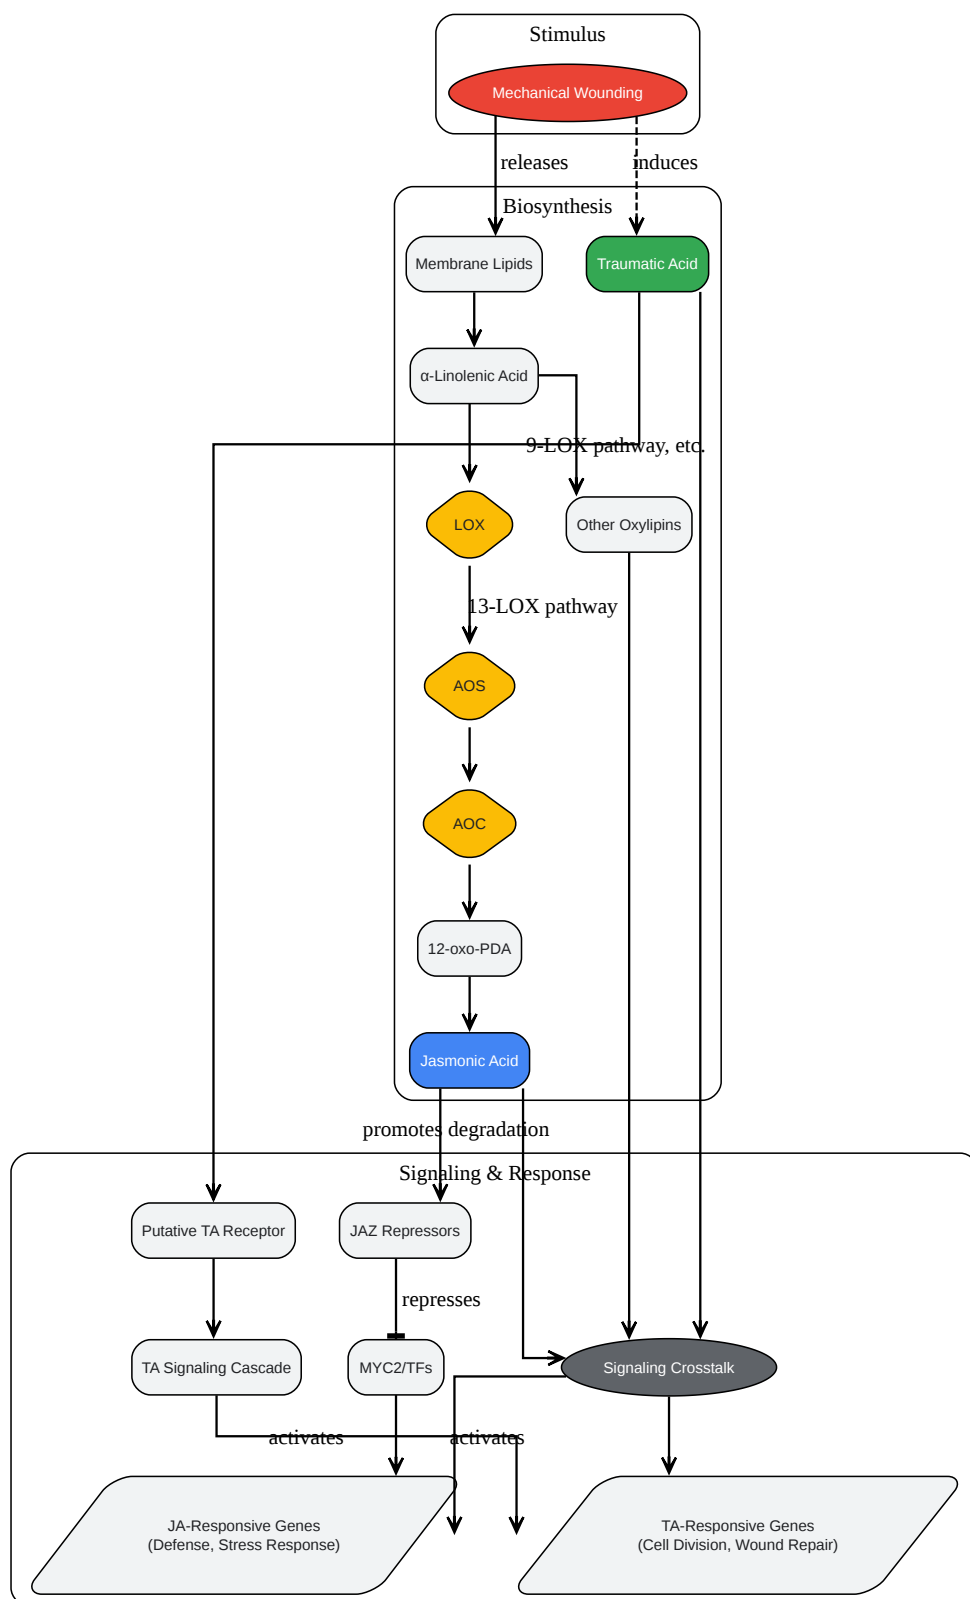 Stimulus
Mechanical Wounding
releases
induces
Biosynthesis
Membrane Lipids
Traumatic Acid
α-Linolenic Acid
9-LOX pathway, etc.
LOX
Other Oxylipins
13-LOX pathway
AOS
AOC
12-oxo-PDA
Jasmonic Acid
promotes degradation
Signaling & Response
Putative TA Receptor
JAZ Repressors
represses
TA Signaling Cascade
MYC2/TFs
Signaling Crosstalk
activates
activates
JA-Responsive Genes
(Defense, Stress Response)
TA-Responsive Genes
(Cell Division, Wound Repair)